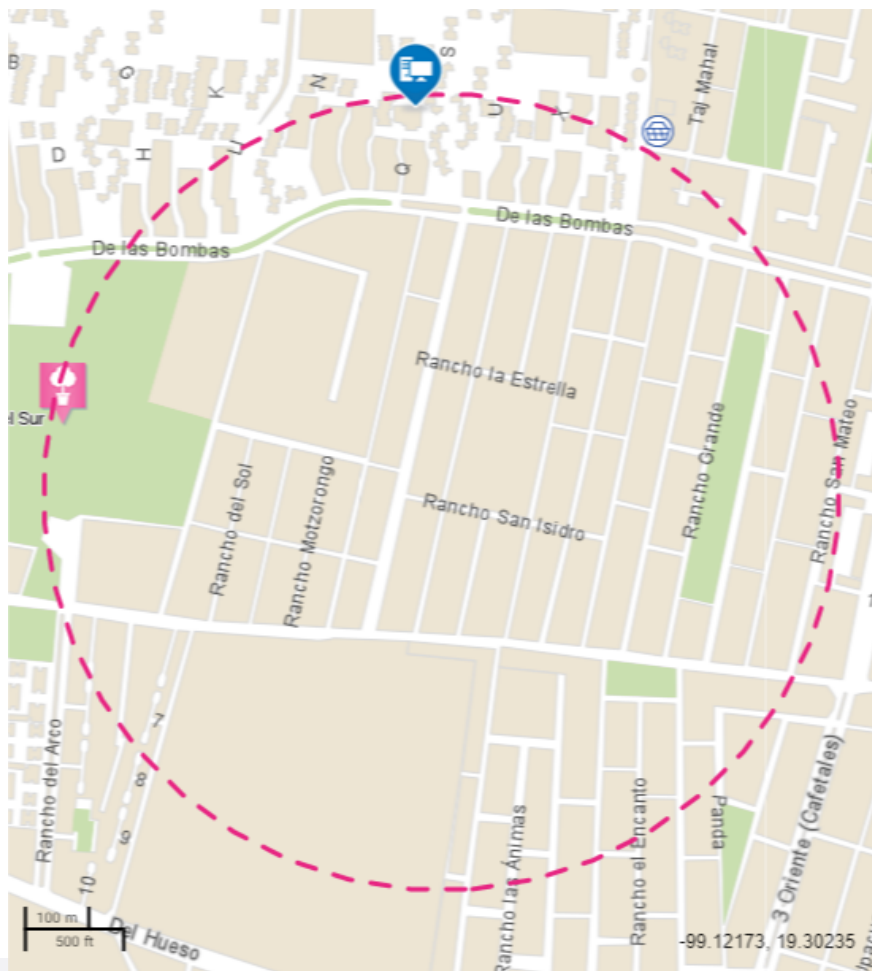 B
G
K
N
S
U
X
Taj Mahal
D
H
LL
Q
De las Bombas
De las Bombas
Rancho la Estrella
el Sur
Rancho Grande
Rancho San Mateo
Rancho del Sol
Rancho Motzorongo
Rancho San Isidro
1
7
8
9
10
Rancho del Arco
Rancho las Ánimas
Rancho el Encanto
Panda
3 Oriente (Cafetales)
100 m
500 ft
Del Hueso
-99.12173, 19.30235